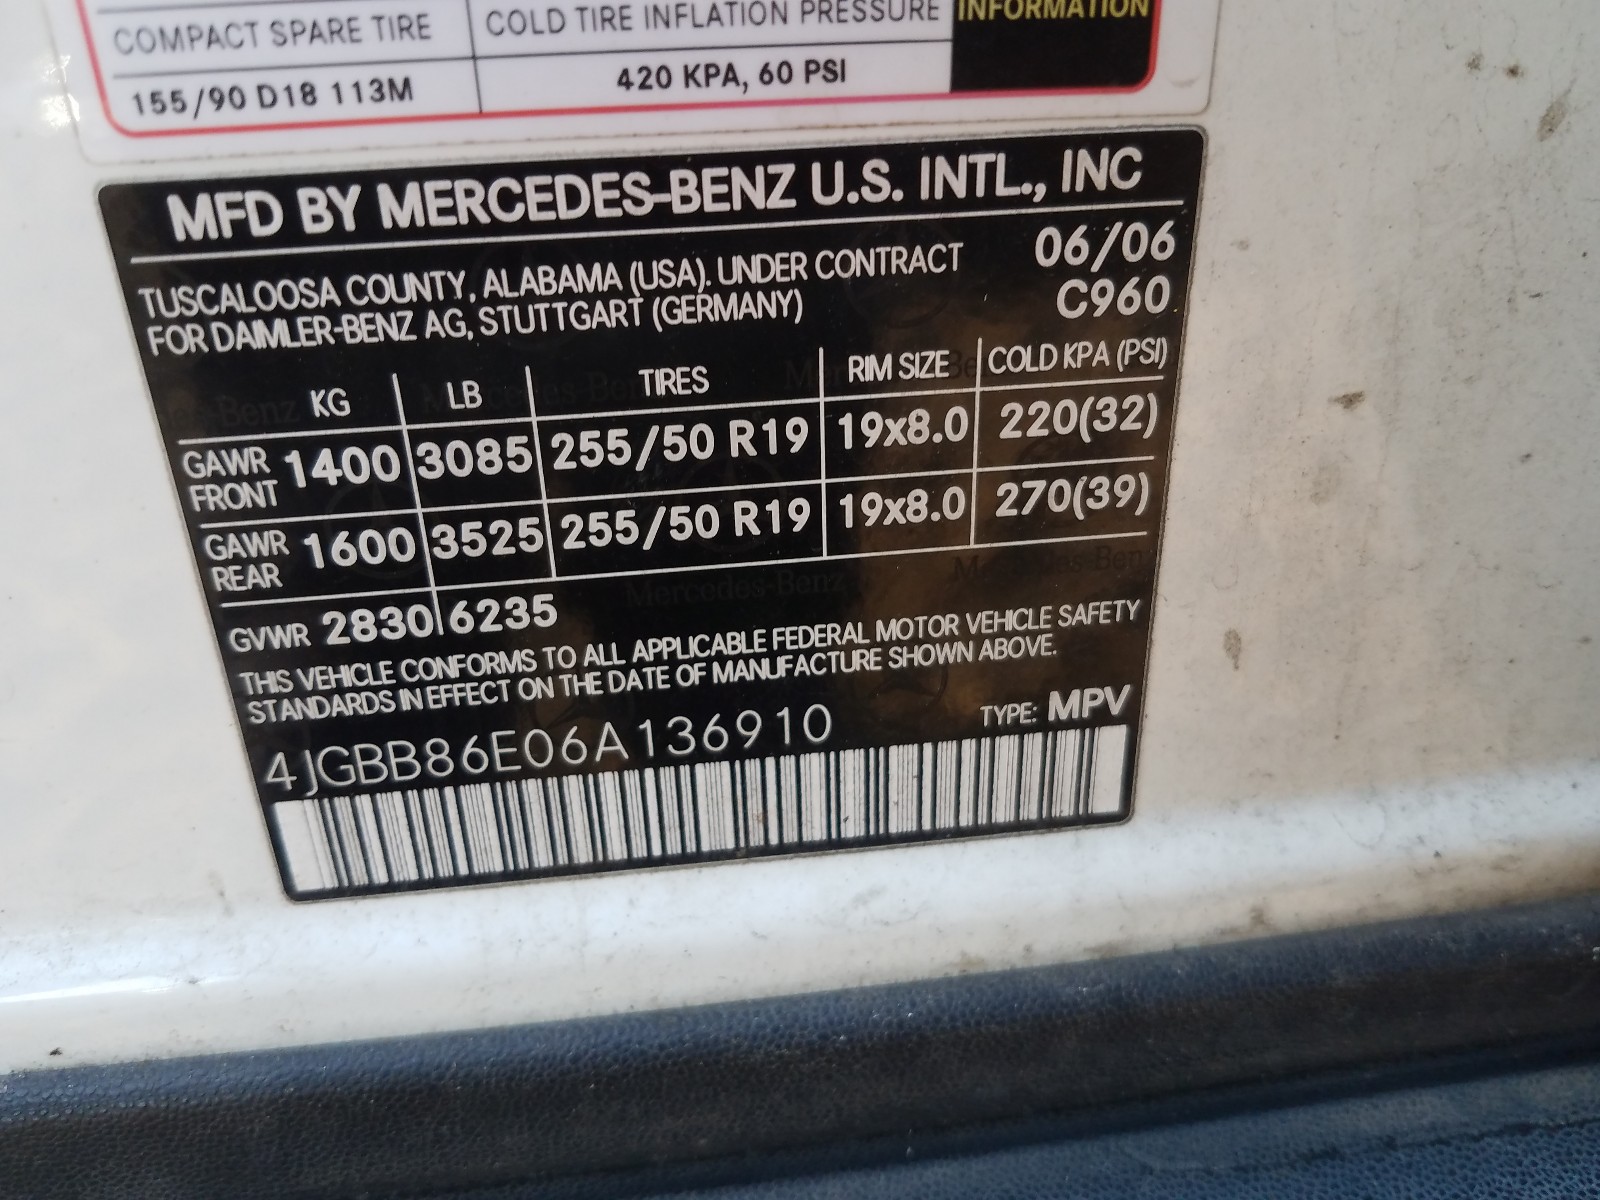 COMPACT SPARE TIRE COLD TIRE INFLATION PRESSURE INFORMATION
155/90 D18 113M 420 KPA, 60 PSI
MFD BY MERCEDES-BENZ U.S. INTL., INC
TUSCALOOSA COUNTY, ALABAMA (USA). UNDER CONTRACT 06/06
FOR DAIMLER-BENZ AG, STUTTGART (GERMANY) C960
KG LB TIRES RIM SIZE COLD KPA (PSI)
GAWR FRONT 1400 3085 255/50 R19 19x8.0 220(32)
GAWR REAR 1600 3525 255/50 R19 19x8.0 270(39)
GVWR 2830 6235
THIS VEHICLE CONFORMS TO ALL APPLICABLE FEDERAL MOTOR VEHICLE SAFETY
STANDARDS IN EFFECT ON THE DATE OF MANUFACTURE SHOWN ABOVE.
4JGBB86E06A136910 TYPE: MPV